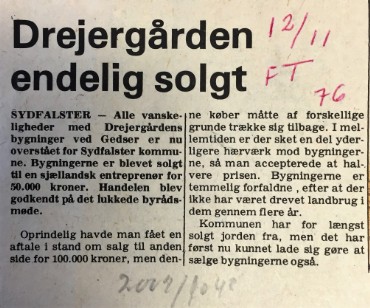 Drejergården
endelig solgt
12/11
FT
76
SYDFALSTER — Alle vanske-
ligheder med Drejergårdens
bygninger ved Gedser er nu
overstået for Sydfalster kommu-
ne. Bygningerne er blevet solgt
til en sjællandsk entreprenør for
50.000 kroner. Handelen blev
godkendt på det lukkede byråds-
møde.
Oprindelig havde man fået en
aftale i stand om salg til anden
side for 100.000 kroner, men den-
ne køber måtte af forskellige
grunde trække sig tilbage. I mel-
lemtiden er der sket en del yder-
ligere hærværk mod bygninger-
ne, så man accepterede at hal-
vere prisen. Bygningerne er
temmelig forfaldne, efter at der
ikke har været drevet landbrug i
dem gennem flere år.
Kommunen har for længst
solgt jorden fra, men det har
først nu kunnet lade sig gøre at
sælge bygningerne også.